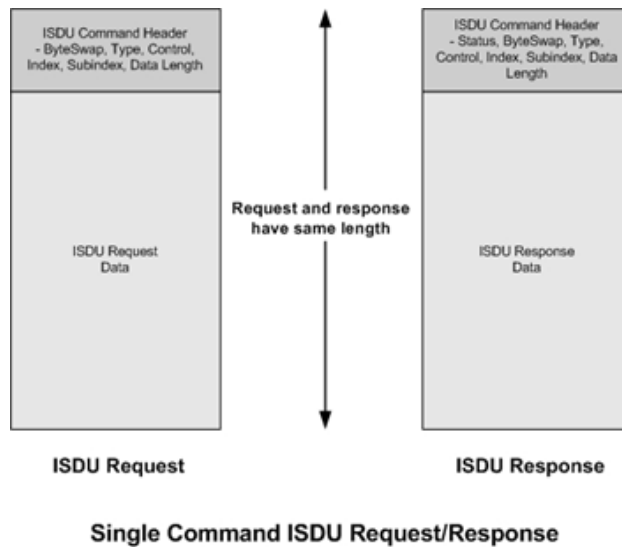 ISDU Command Header
- ByteSwap, Type, Control,
Index, Subindex, Data Length
ISDU Request
Data
Request and response
have same length
ISDU Command Header
- Status, ByteSwap, Type,
Control, Index, Subindex, Data
Length
ISDU Response
Data
ISDU Request
ISDU Response
Single Command ISDU Request/Response